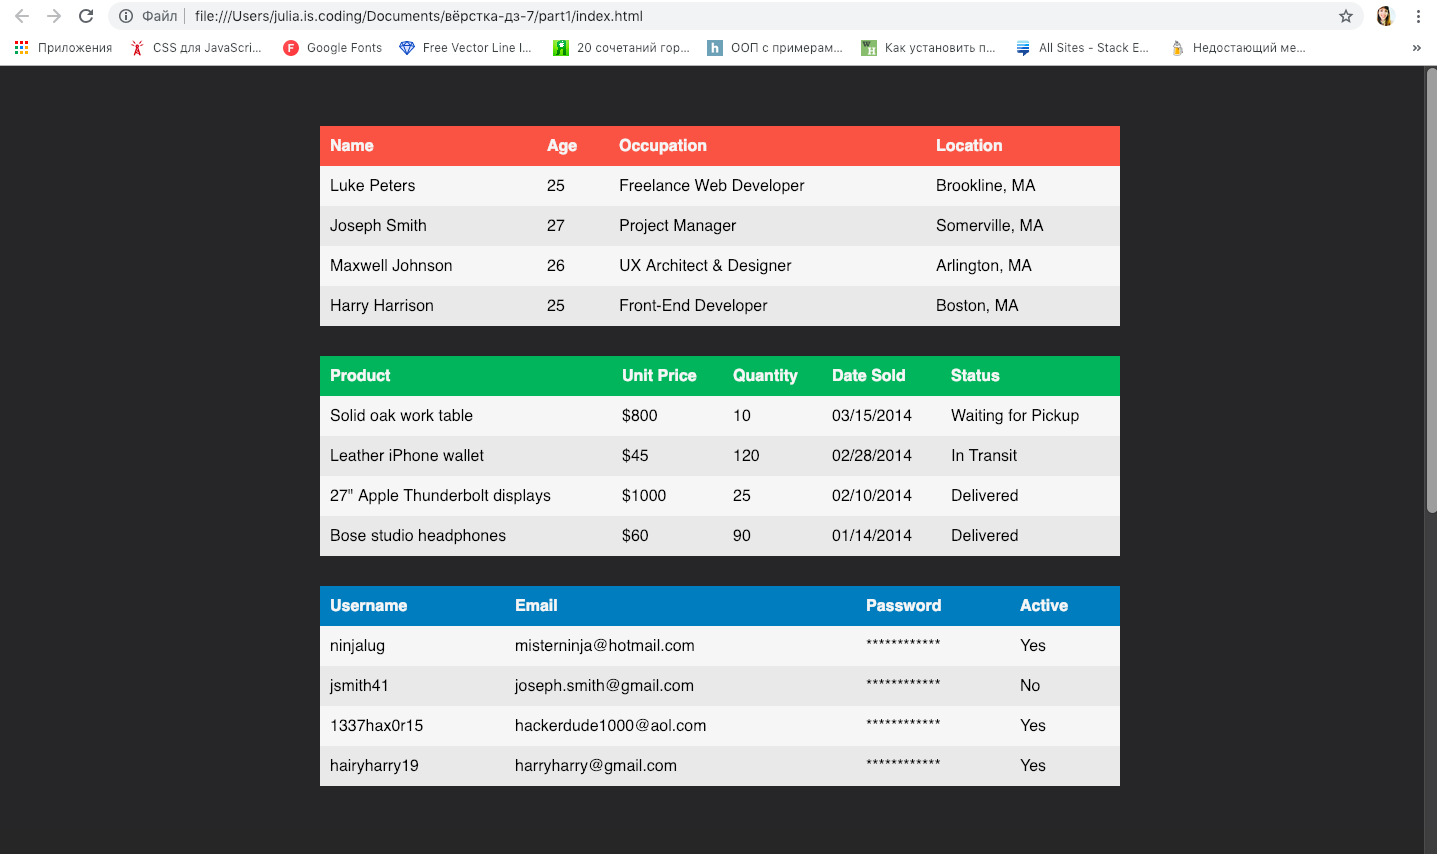 Файл file:///Users/julia.is.coding/Documents/вёрстка-дз-7/part1/index.html
Приложения CSS для JavaScri... Google Fonts Free Vector Line I... 20 сочетаний гор... ООП с примерам... Как установить п... All Sites - Stack E... Недостающий ме... »
Name Age Occupation Location
Luke Peters 25 Freelance Web Developer Brookline, MA
Joseph Smith 27 Project Manager Somerville, MA
Maxwell Johnson 26 UX Architect & Designer Arlington, MA
Harry Harrison 25 Front-End Developer Boston, MA
Product Unit Price Quantity Date Sold Status
Solid oak work table $800 10 03/15/2014 Waiting for Pickup
Leather iPhone wallet $45 120 02/28/2014 In Transit
27" Apple Thunderbolt displays $1000 25 02/10/2014 Delivered
Bose studio headphones $60 90 01/14/2014 Delivered
Username Email Password Active
ninjalug misterninja@hotmail.com ************ Yes
jsmith41 joseph.smith@gmail.com ************ No
1337hax0r15 hackerdude1000@aol.com ************ Yes
hairyharry19 harryharry@gmail.com ************ Yes